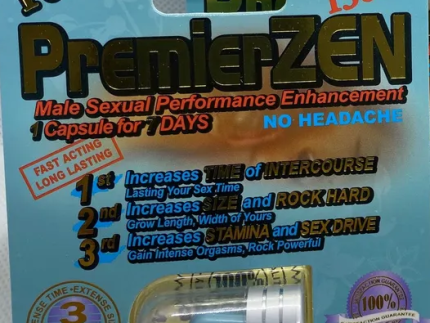 PremierZEN
Male Sexual Performance Enhancement
1 Capsule for 7 DAYS
NO HEADACHE
FAST ACTING
LONG LASTING
1st Increases TIME of INTERCOURSE
Lasting Your Sex Time
2nd Increases SIZE and ROCK HARD
Grow Length, Width of Yours
3rd Increases STAMINA and SEX DRIVE
Gain Intense Orgasms, Rock Powerful
3
100%